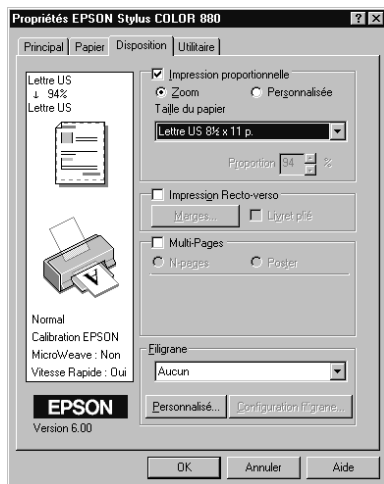 Propriétés EPSON Stylus COLOR 880
Principal Papier Disposition Utilitaire
Lettre US
↓ 94%
Lettre US
Impression proportionnelle
Zoom Personnalisée
Taille du papier
Lettre US 8½ x 11 p.
Proportion 94 %
Impression Recto-verso
Marges... Livret plié
Multi-Pages
N-pages Poster
A
Normal
Calibration EPSON
MicroWeave : Non
Vitesse Rapide : Oui
Filigrane
Aucun
Personnalisé... Configuration filigrane...
EPSON
Version 6.00
OK Annuler Aide